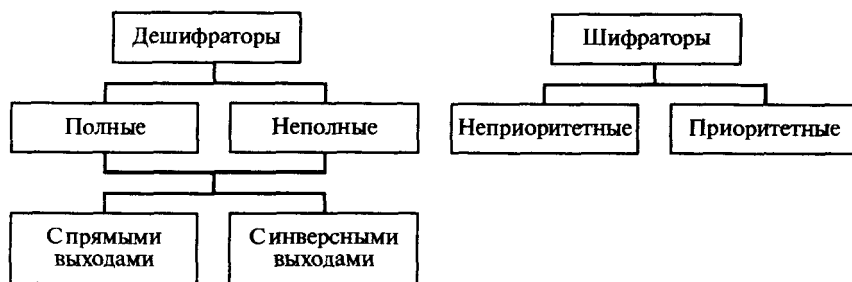 Дешифраторы
Полные
Неполные
С прямыми
выходами
С инверсными
выходами
Шифраторы
Неприоритетные
Приоритетные